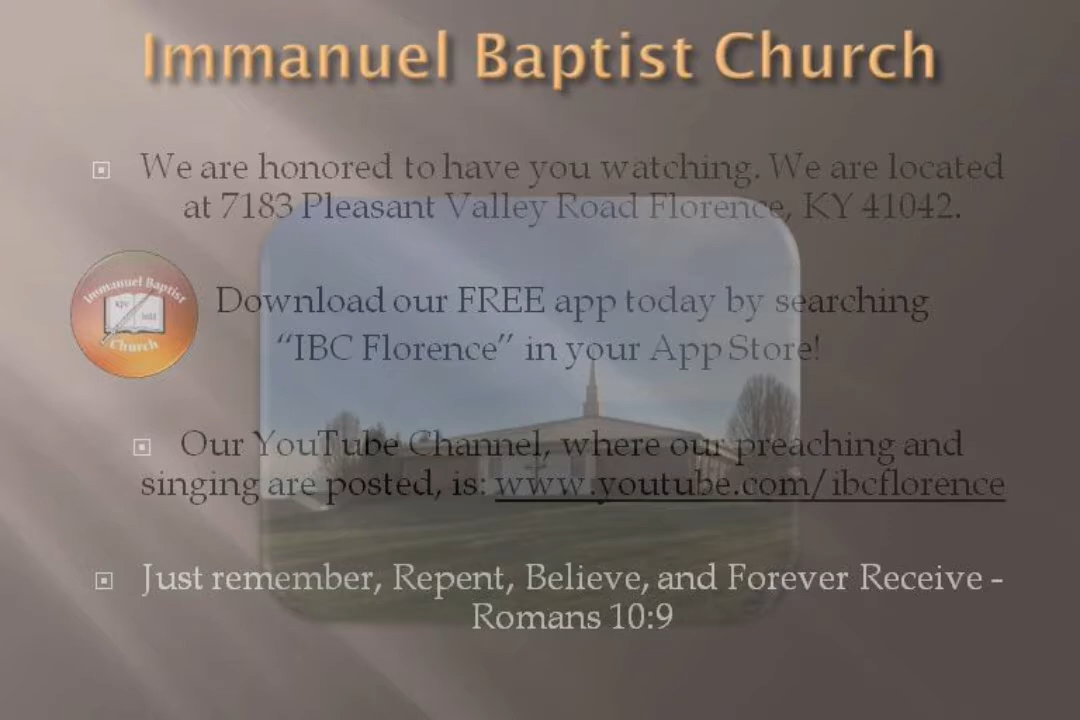 Immanuel Baptist Church
We are honored to have you watching. We are located
at 7183 Pleasant Valley Road Florence, KY 41042.
Immanuel Baptist
Church
Download our FREE app today by searching
“IBC Florence” in your App Store!
Our YouTube Channel, where our preaching and
singing are posted, is: www.youtube.com/ibcflorence
Just remember, Repent, Believe, and Forever Receive -
Romans 10:9